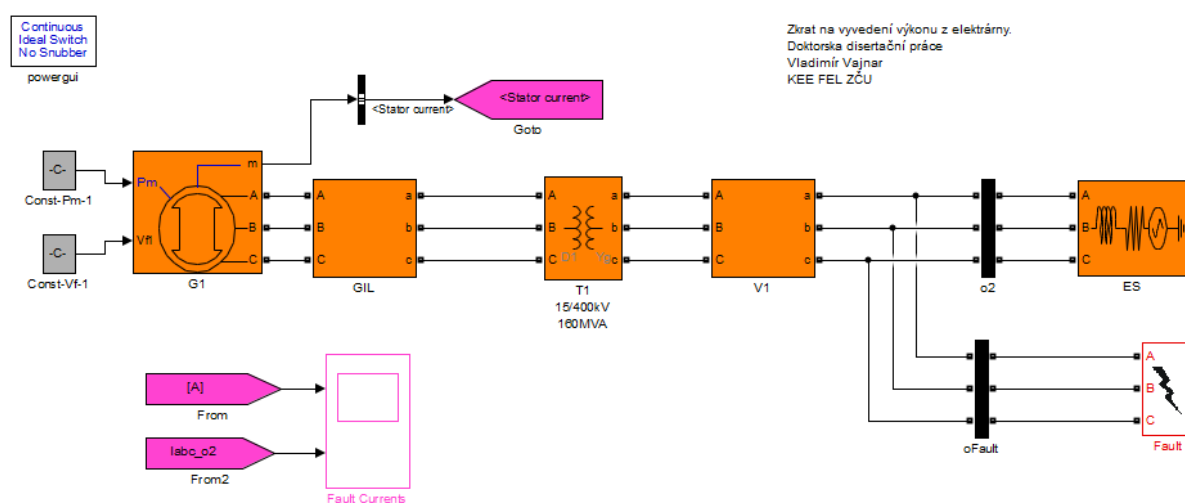 Continuous
Ideal Switch
No Snubber
powergui
Zkrat na vyvedení výkonu z elektrárny.
Doktorska disertační práce
Vladimír Vajnar
KEE FEL ZČU
<Stator current>
<Stator current>
Goto
-C-
Const-Pm-1
-C-
Const-Vf-1
Pm
Vf1
m
A
B
C
G1
A
B
C
a
b
c
GIL
A
B
C
D1
Yg
a
b
c
T1
15/400kV
160MVA
A
B
C
a
b
c
V1
o2
A
B
C
ES
[A]
From
Iabc_o2
From2
Fault Currents
oFault
A
B
C
Fault